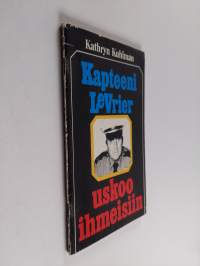 Kathryn Kuhlman
Kapteeni
LeVrier
uskoo
ihmeisiin